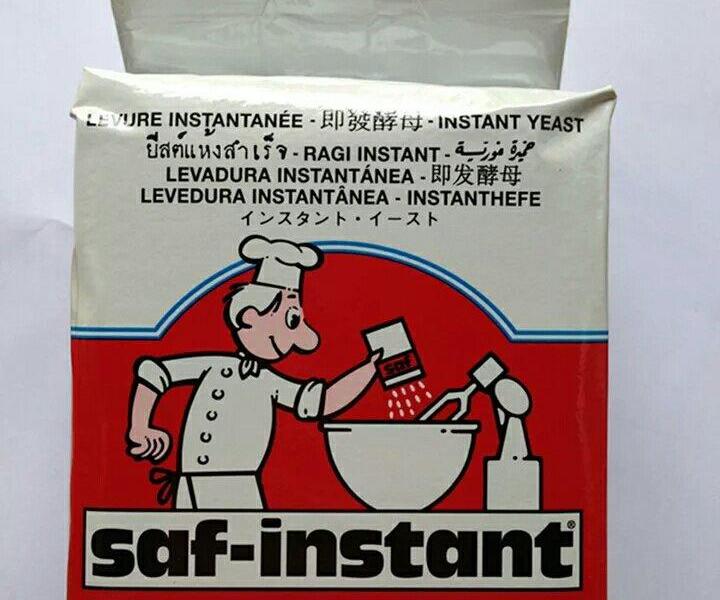 LEVURE INSTANTANÉE - 即發酵母 - INSTANT YEAST
ยีสต์แห้งสำเร็จ - RAGI INSTANT - خميرة فورية
LEVADURA INSTANTÁNEA - 即发酵母
LEVEDURA INSTANTÂNEA - INSTANTHEFE
インスタント・イースト
saf
saf-instant®